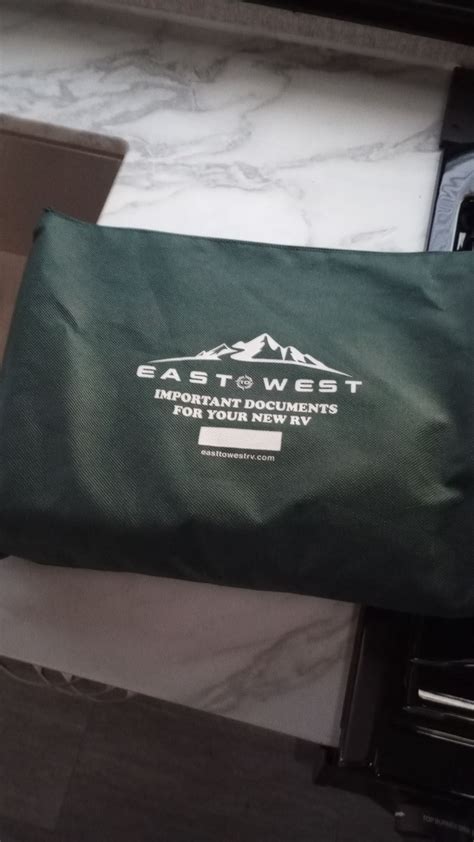 EAST TO WEST
IMPORTANT DOCUMENTS
FOR YOUR NEW RV
easttowestrv.com